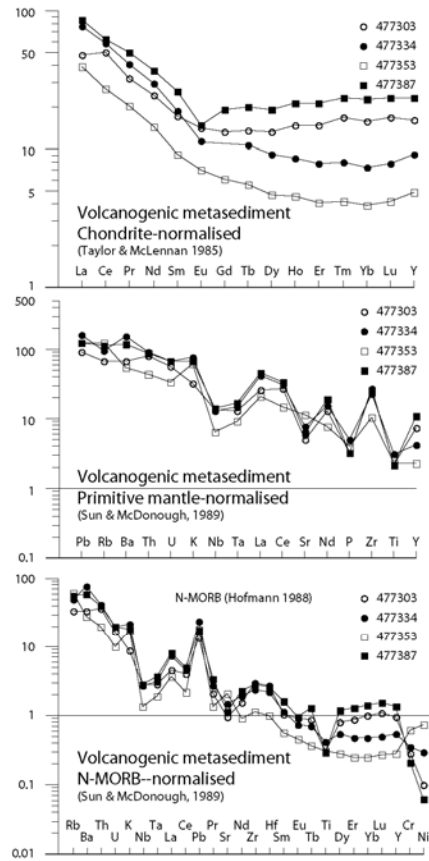 100
50
10
5
1
477303
477334
477353
477387
Volcanogenic metasediment
Chondrite-normalised
(Taylor & McLennan 1985)
La Ce Pr Nd Sm Eu Gd Tb Dy Ho Er Tm Yb Lu Y
500
100
10
1
0.1
477303
477334
477353
477387
Volcanogenic metasediment
Primitive mantle-normalised
(Sun & McDonough, 1989)
Pb Rb Ba Th U K Nb Ta La Ce Sr Nd P Zr Ti Y
100
10
1
0.1
0.01
N-MORB (Hofmann 1988)
477303
477334
477353
477387
Volcanogenic metasediment
N-MORB--normalised
(Sun & McDonough, 1989)
Rb Th K Ta Ce Pr Nd Hf Eu Ti Er Lu Cr
Ba U Nb La Pb Sr Zr Sm Tb Dy Yb Y Ni